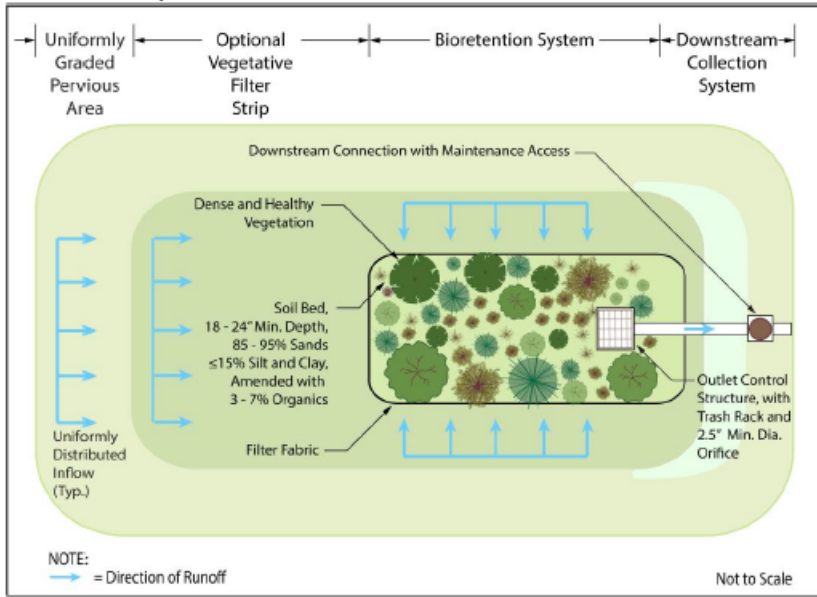 Uniformly
Graded
Pervious
Area
Optional
Vegetative
Filter
Strip
Bioretention System
Downstream
Collection
System
Downstream Connection with Maintenance Access
Dense and Healthy
Vegetation
Soil Bed,
18 - 24" Min. Depth,
85 - 95% Sands
≤15% Silt and Clay,
Amended with
3 - 7% Organics
Filter Fabric
Outlet Control
Structure, with
Trash Rack and
2.5" Min. Dia.
Orifice
Uniformly
Distributed
Inflow
(Typ..)
NOTE:
= Direction of Runoff
Not to Scale